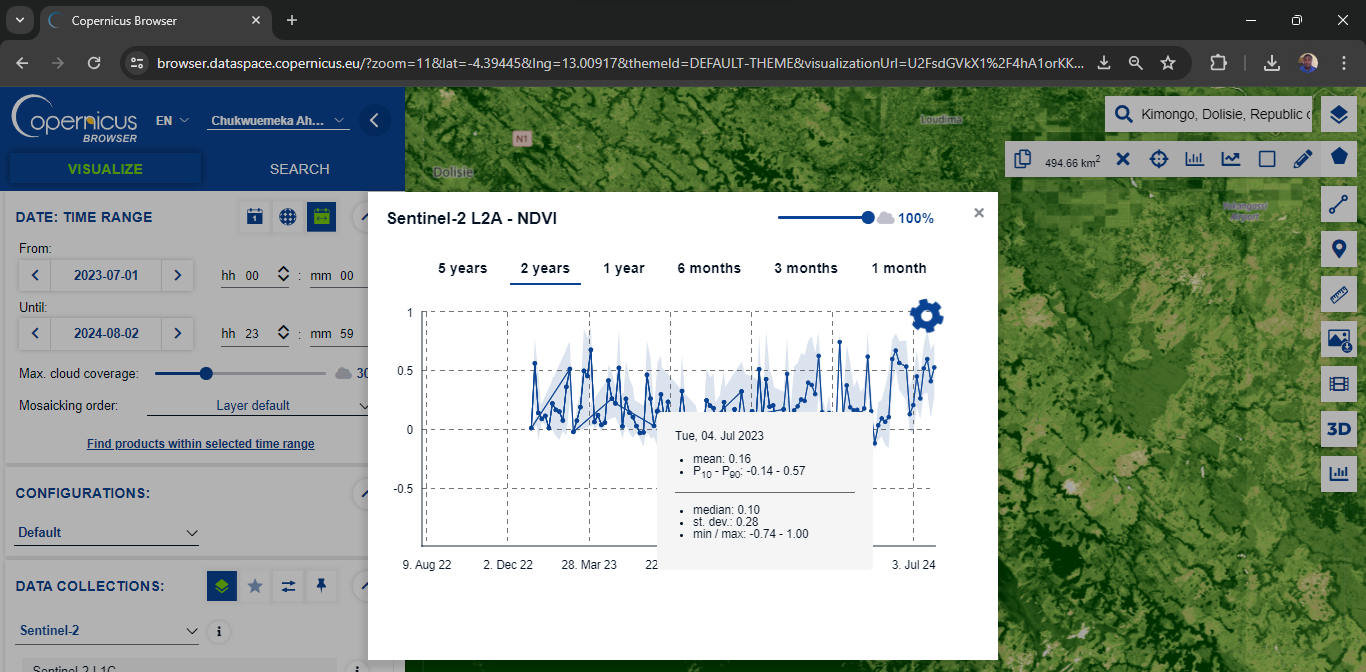 Copernicus Browser
browser.dataspace.copernicus.eu/?zoom=11&lat=-4.39445&lng=13.00917&themeId=DEFAULT-THEME&visualizationUrl=U2FsdGVkX1%2F4hA1orKK...
opernicus
BROWSER
EN
Chukwuemeka Ah...
VISUALIZE
SEARCH
Loudima
N1
Dolisie
Kimongo, Dolisie, Republic
494.66 km2
DATE: TIME RANGE
1
From:
2023-07-01
hh 00 : mm 00
Until:
2024-08-02
hh 23 : mm 59
Max. cloud coverage:
30
Mosaicking order:
Layer default
Find products within selected time range
CONFIGURATIONS:
Default
DATA COLLECTIONS:
Sentinel-2
i
Sentinel-2 L1C
Sentinel-2 L2A - NDVI
100%
5 years
2 years
1 year
6 months
3 months
1 month
1
0.5
0
-0.5
9. Aug 22
2. Dec 22
28. Mar 23
22
3. Jul 24
Tue, 04. Jul 2023
mean: 0.16
P10 - P90: -0.14 - 0.57
median: 0.10
st. dev.: 0.28
min / max: -0.74 - 1.00
3D